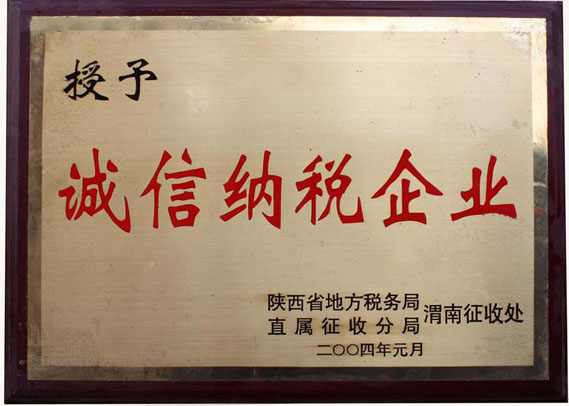 授予
诚信纳税企业
陕西省地方税务局
直属征收分局 渭南征收处
二〇〇四年元月